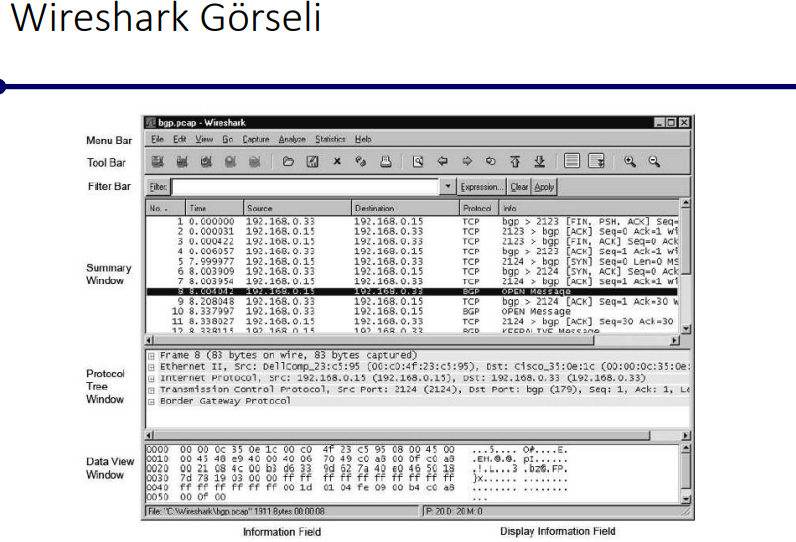 Wireshark Görseli
bgp.pcap - Wireshark
Menu Bar
File Edit View Go Capture Analyze Statistics Help
Tool Bar
Filter Bar
Filter: Expression... Clear Apply
No. - Time Source Destination Protocol Info
1 0.000000 192.168.0.33 192.168.0.15 TCP bgp > 2123 [FIN, PSH, ACK] Seq=
2 0.000031 192.168.0.15 192.168.0.33 TCP 2123 > bgp [ACK] Seq=0 Ack=1 Wi
3 0.000422 192.168.0.15 192.168.0.33 TCP 2123 > bgp [FIN, ACK] Seq=0 Ack
4 0.006057 192.168.0.33 192.168.0.15 TCP bgp > 2123 [ACK] Seq=1 Ack=1 Wi
5 7.999977 192.168.0.15 192.168.0.33 TCP 2124 > bgp [SYN] Seq=0 Len=0 MS
6 8.003909 192.168.0.33 192.168.0.15 TCP bgp > 2124 [SYN, ACK] Seq=0 Ack
7 8.003954 192.168.0.15 192.168.0.33 TCP 2124 > bgp [ACK] Seq=1 Ack=1 Wi
8 8.004042 192.168.0.15 192.168.0.33 BGP OPEN Message
9 8.208048 192.168.0.33 192.168.0.15 TCP bgp > 2124 [ACK] Seq=1 Ack=30 W
10 8.337997 192.168.0.33 192.168.0.15 BGP OPEN Message
11 8.338027 192.168.0.15 192.168.0.33 TCP 2124 > bgp [ACK] Seq=30 Ack=30
12 8.338115 192.168.0.15 192.168.0.33 BGP KEEPALIVE Message
Summary
Window
Frame 8 (83 bytes on wire, 83 bytes captured)
Ethernet II, Src: DellComp_23:c5:95 (00:c0:4f:23:c5:95), Dst: Cisco_35:0e:1c (00:00:0c:35:0e:
Internet Protocol, Src: 192.168.0.15 (192.168.0.15), Dst: 192.168.0.33 (192.168.0.33)
Transmission Control Protocol, Src Port: 2124 (2124), Dst Port: bgp (179), Seq: 1, Ack: 1, Le
Border Gateway Protocol
Protocol
Tree
Window
0000 00 00 0c 35 0e 1c 00 c0 4f 23 c5 95 08 00 45 00 ...5.... O#....E.
0010 00 45 48 e9 40 00 40 06 70 49 c0 a8 00 0f c0 a8 .EH.@.@. pI......
0020 00 21 08 4c 00 b3 d6 33 9d 62 7a 40 e0 46 50 18 .!.L...3 .bz@.FP.
0030 7d 78 19 03 00 00 ff ff ff ff ff ff ff ff ff ff }x...... ........
0040 ff ff ff ff ff ff 00 1d 01 04 fe 09 00 b4 c0 a8 ........ ........
0050 00 0f 00 ...
Data View
Window
File: "C:\Wireshark\bgp.pcap" 1911 Bytes 00:00:08 P: 20 D: 20 M: 0
Information Field Display Information Field